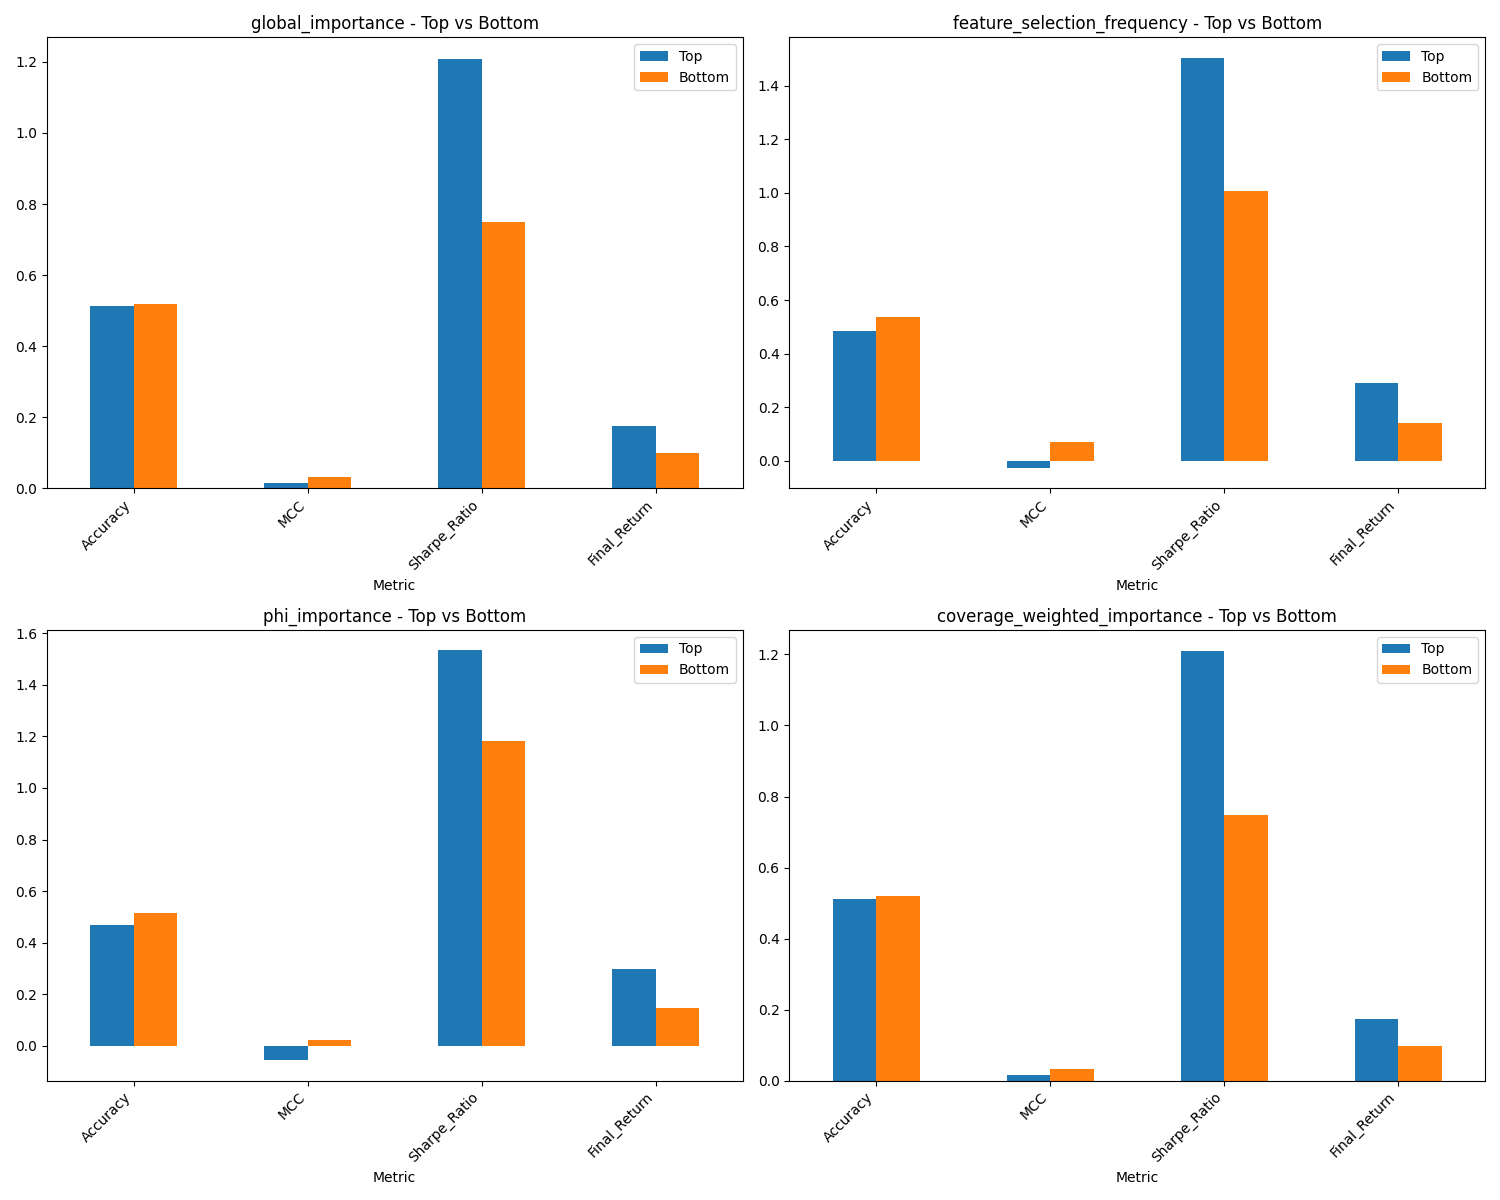 global_importance - Top vs Bottom
Top
Bottom
1.2
1.0
0.8
0.6
0.4
0.2
0.0
Accuracy
MCC
Sharpe_Ratio
Final_Return
Metric
feature_selection_frequency - Top vs Bottom
Top
Bottom
1.4
1.2
1.0
0.8
0.6
0.4
0.2
0.0
Accuracy
MCC
Sharpe_Ratio
Final_Return
Metric
phi_importance - Top vs Bottom
Top
Bottom
1.6
1.4
1.2
1.0
0.8
0.6
0.4
0.2
0.0
Accuracy
MCC
Sharpe_Ratio
Final_Return
Metric
coverage_weighted_importance - Top vs Bottom
Top
Bottom
1.2
1.0
0.8
0.6
0.4
0.2
0.0
Accuracy
MCC
Sharpe_Ratio
Final_Return
Metric